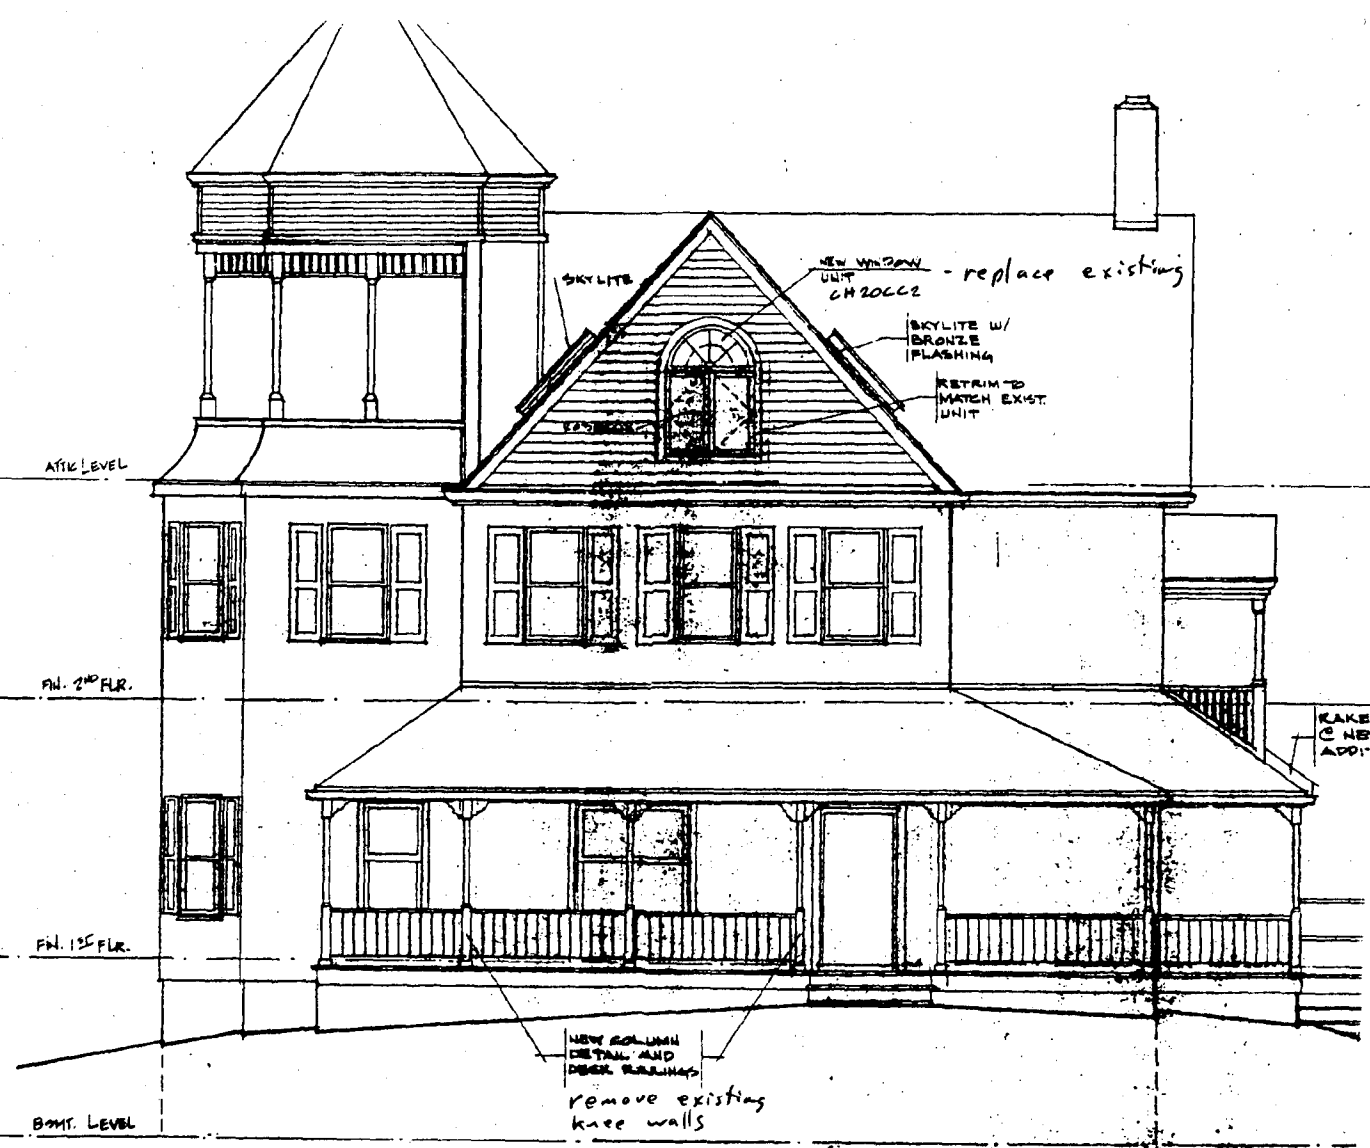 SKYLITE
NEW WINDOW
UNIT
CH20CC2
- replace existing
SKYLITE W/
BRONZE
FLASHING
RETRIM TO
MATCH EXIST.
UNIT
ATTIC LEVEL
FIN. 2ND FLR.
RAKE
@ NE
ADDI
FIN. 1ST FLR.
NEW COLUMN
DETAIL AND
DECK RAILINGS
remove existing
knee walls
BSMT. LEVEL